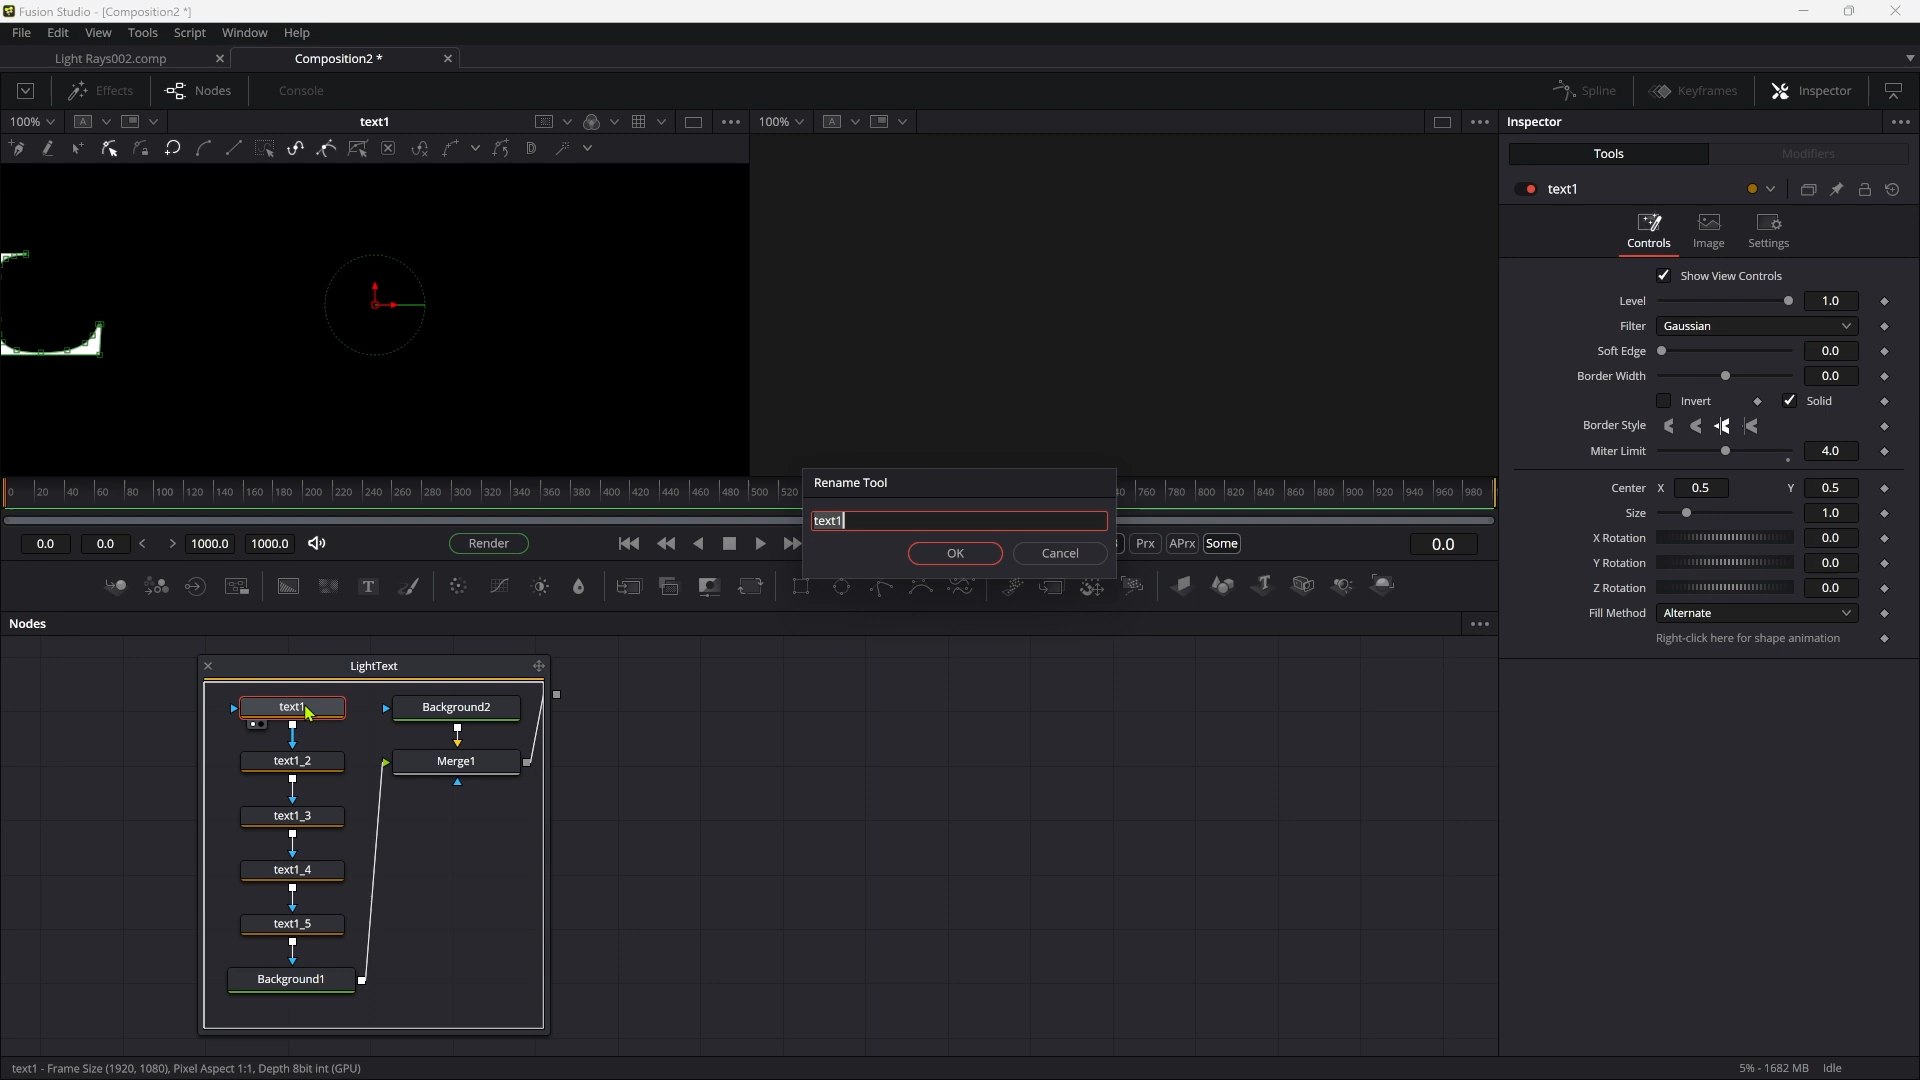 Fusion Studio - [Composition2 *]
File Edit View Tools Script Window Help
Light Rays002.comp Composition2 *
Effects Nodes Console Spline Keyframes Inspector
100% A text1 100% A Inspector
Tools Modifiers
text1
Controls Image Settings
Show View Controls
Level 1.0
Filter Gaussian
Soft Edge 0.0
Border Width 0.0
Invert Solid
Border Style
Miter Limit 4.0
Center X 0.5 Y 0.5
Size 1.0
X Rotation 0.0
Y Rotation 0.0
Z Rotation 0.0
Fill Method Alternate
Right-click here for shape animation
Rename Tool
text1
OK Cancel
0 20 40 60 80 100 120 140 160 180 200 220 240 260 280 300 320 340 360 380 400 420 440 460 480 500 520 760 780 800 820 840 860 880 900 920 940 960 980
0.0 0.0 < > 1000.0 1000.0 Render Prx APrx Some 0.0
Nodes
LightText
text1 Background2
text1_2 Merge1
text1_3
text1_4
text1_5
Background1
text1 - Frame Size (1920, 1080), Pixel Aspect 1:1, Depth 8bit int (GPU) 5% - 1682 MB Idle